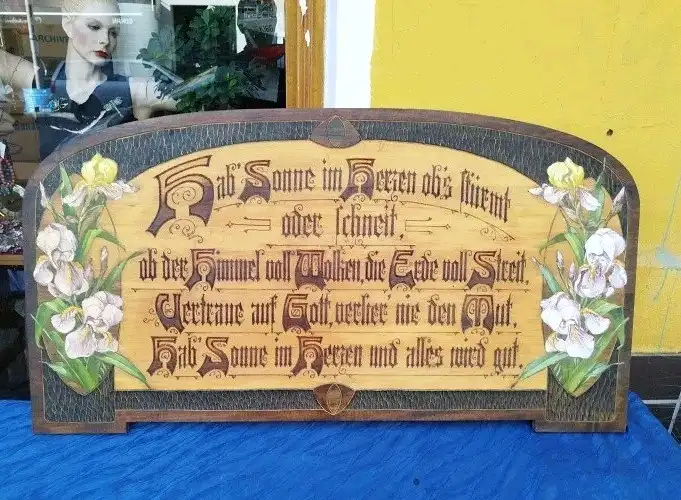 ARCHIN
Hab' Sonne im Herzen ob's stürmt
oder schneit,
ob der Himmel voll Wolken, die Erde voll Streit,
Vertraue auf Gott, verlier' nie den Mut,
Hab' Sonne im Herzen und alles wird gut.